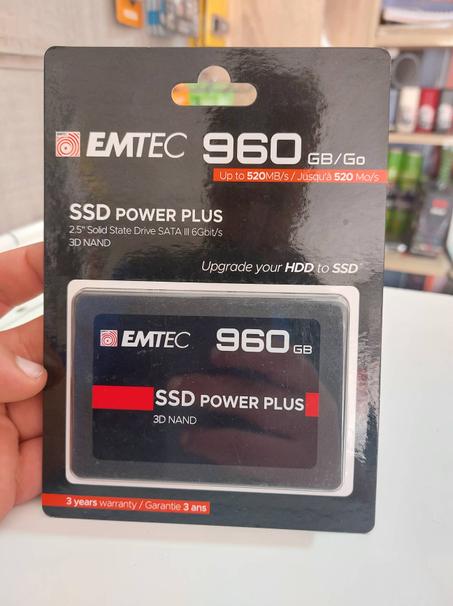 EMTEC 960 GB/Go
Up to 520MB/s / Jusqu'à 520 Mo/s
SSD POWER PLUS
2.5" Solid State Drive SATA III 6Gbit/s
3D NAND
Upgrade your HDD to SSD
EMTEC 960 GB
SSD POWER PLUS
3D NAND
3 years warranty / Garantie 3 ans